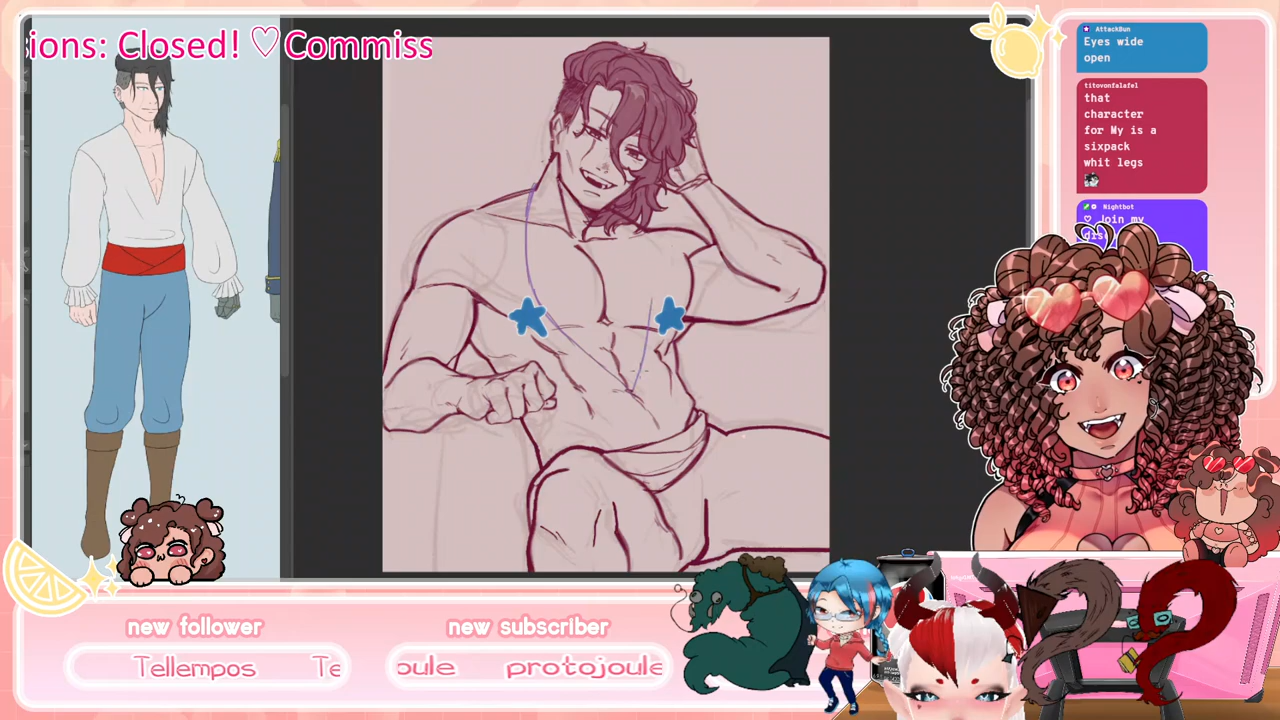 ions: Closed! ♡Commiss
AttackBun
Eyes wide
open
titovonfalafel
that
character
for My is a
sixpack
whit legs
Nightbot
♡ Join my
new follower
Tellempos Te
new subscriber
oule protojoule